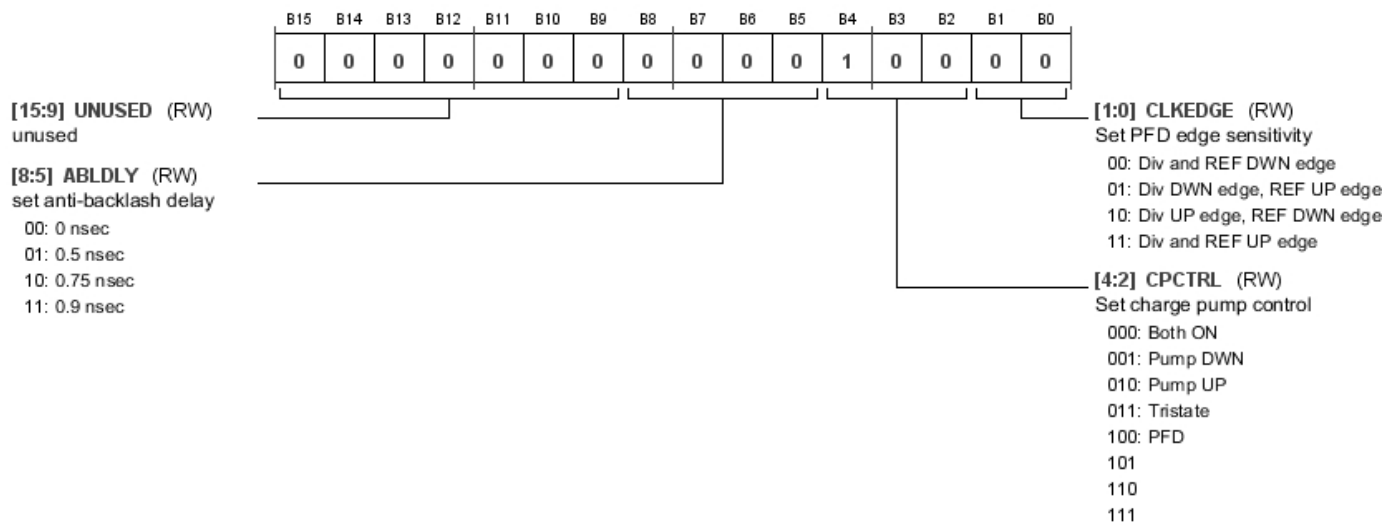 B15 B14 B13 B12 B11 B10 B9 B8 B7 B6 B5 B4 B3 B2 B1 B0
0 0 0 0 0 0 0 0 0 0 0 1 0 0 0 0
[15:9] UNUSED (RW)
unused
[8:5] ABLDLY (RW)
set anti-backlash delay
00: 0 nsec
01: 0.5 nsec
10: 0.75 nsec
11: 0.9 nsec
[1:0] CLKEDGE (RW)
Set PFD edge sensitivity
00: Div and REF DWN edge
01: Div DWN edge, REF UP edge
10: Div UP edge, REF DWN edge
11: Div and REF UP edge
[4:2] CPCTRL (RW)
Set charge pump control
000: Both ON
001: Pump DWN
010: Pump UP
011: Tristate
100: PFD
101
110
111